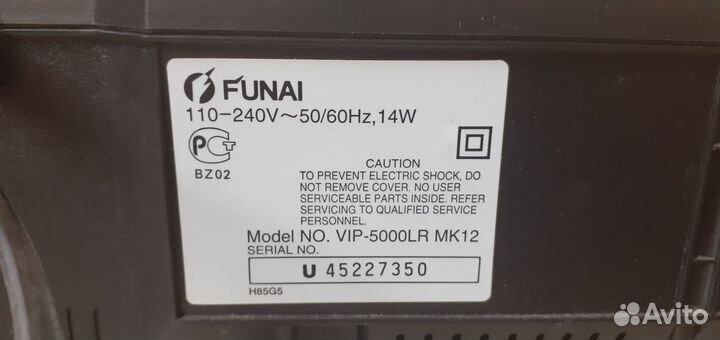 FUNAI
110-240V~50/60Hz,14W
PCT
BZ02
CAUTION
TO PREVENT ELECTRIC SHOCK, DO
NOT REMOVE COVER. NO USER
SERVICEABLE PARTS INSIDE. REFER
SERVICING TO QUALIFIED SERVICE
PERSONNEL.
Model NO. VIP-5000LR MK12
SERIAL NO.
U 45227350
H85G5
Avito